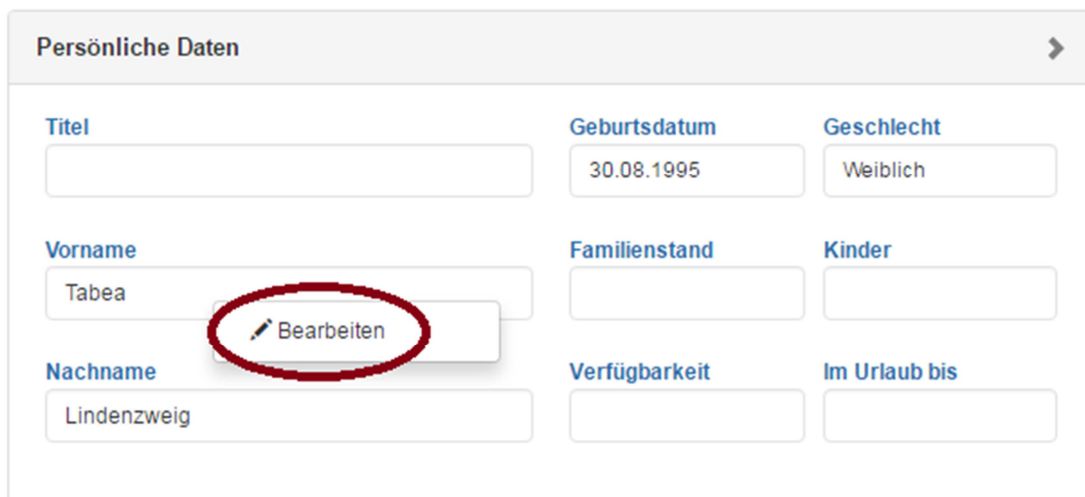 Persönliche Daten
Titel
Geburtsdatum
Geschlecht
30.08.1995
Weiblich
Vorname
Familienstand
Kinder
Tabea
Bearbeiten
Nachname
Verfügbarkeit
Im Urlaub bis
Lindenzweig